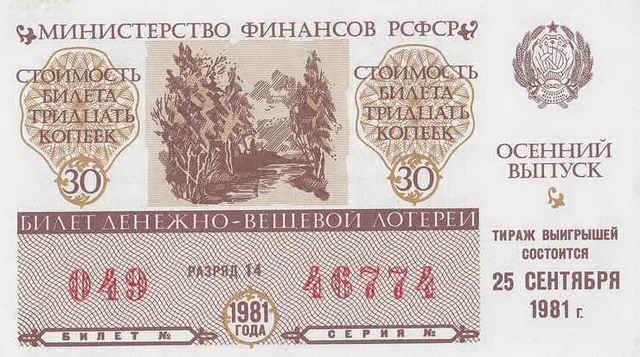 МИНИСТЕРСТВО ФИНАНСОВ РСФСР
СТОИМОСТЬ
БИЛЕТА
ТРИДЦАТЬ
КОПЕЕК
30
СТОИМОСТЬ
БИЛЕТА
ТРИДЦАТЬ
КОПЕЕК
30
РСФСР
ОСЕННИЙ
ВЫПУСК
БИЛЕТ ДЕНЕЖНО-ВЕЩЕВОЙ ЛОТЕРЕИ
049
РАЗРЯД 14
46774
1981
ГОДА
БИЛЕТ №
СЕРИЯ №
ТИРАЖ ВЫИГРЫШЕЙ
СОСТОИТСЯ
25 СЕНТЯБРЯ
1981 г.